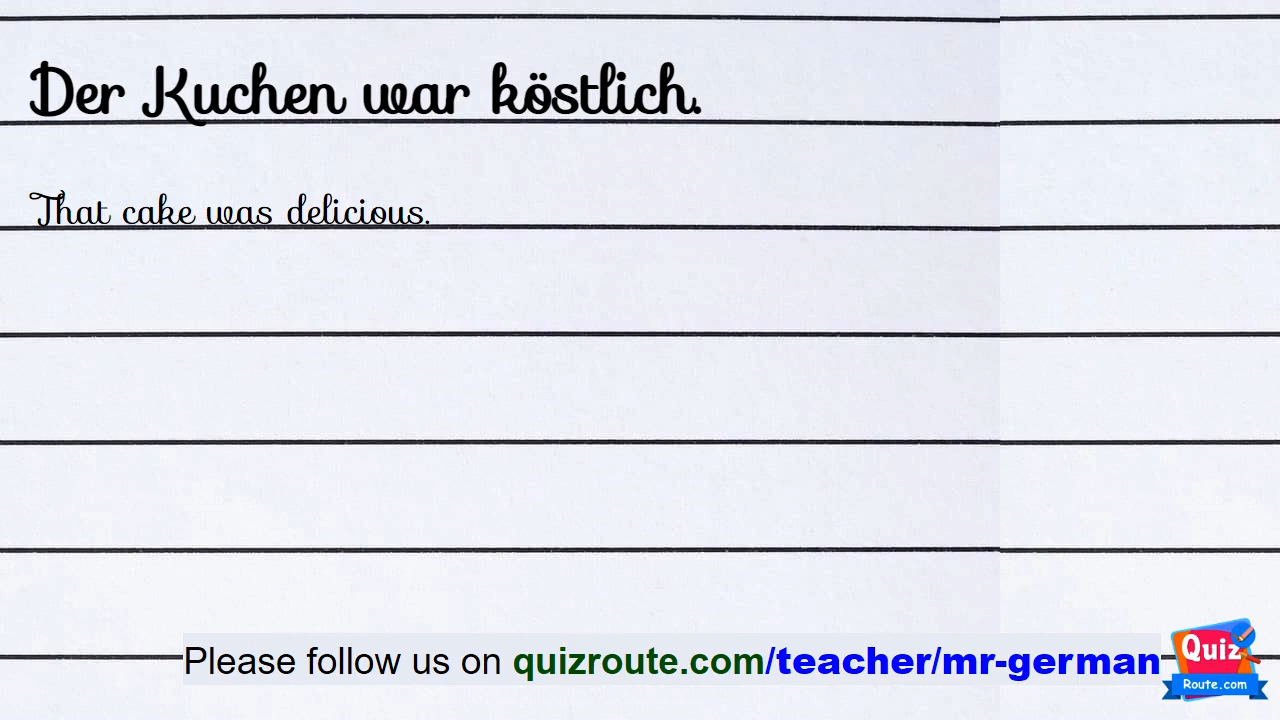 Der Kuchen war köstlich.
That cake was delicious.
Please follow us on quizroute.com/teacher/mr-german
Quiz
Route.com